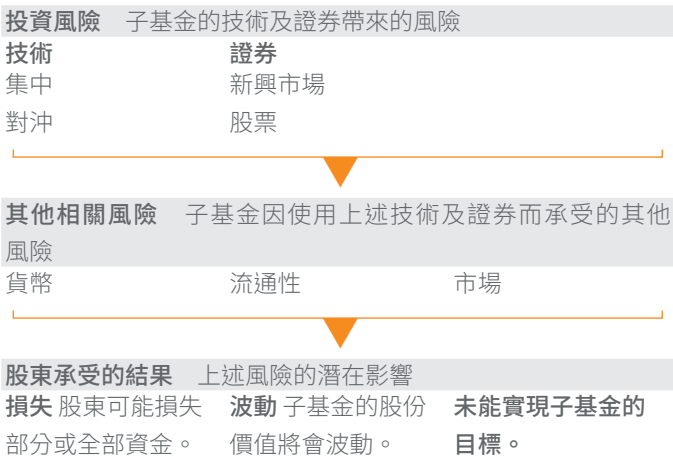 投資風險 子基金的技術及證券帶來的風險
技術 證券
集中 新興市場
對沖 股票
其他相關風險 子基金因使用上述技術及證券而承受的其他
風險
貨幣 流通性 市場
股東承受的結果 上述風險的潛在影響
損失 股東可能損失 波動 子基金的股份 未能實現子基金的
部分或全部資金。 價值將會波動。 目標。